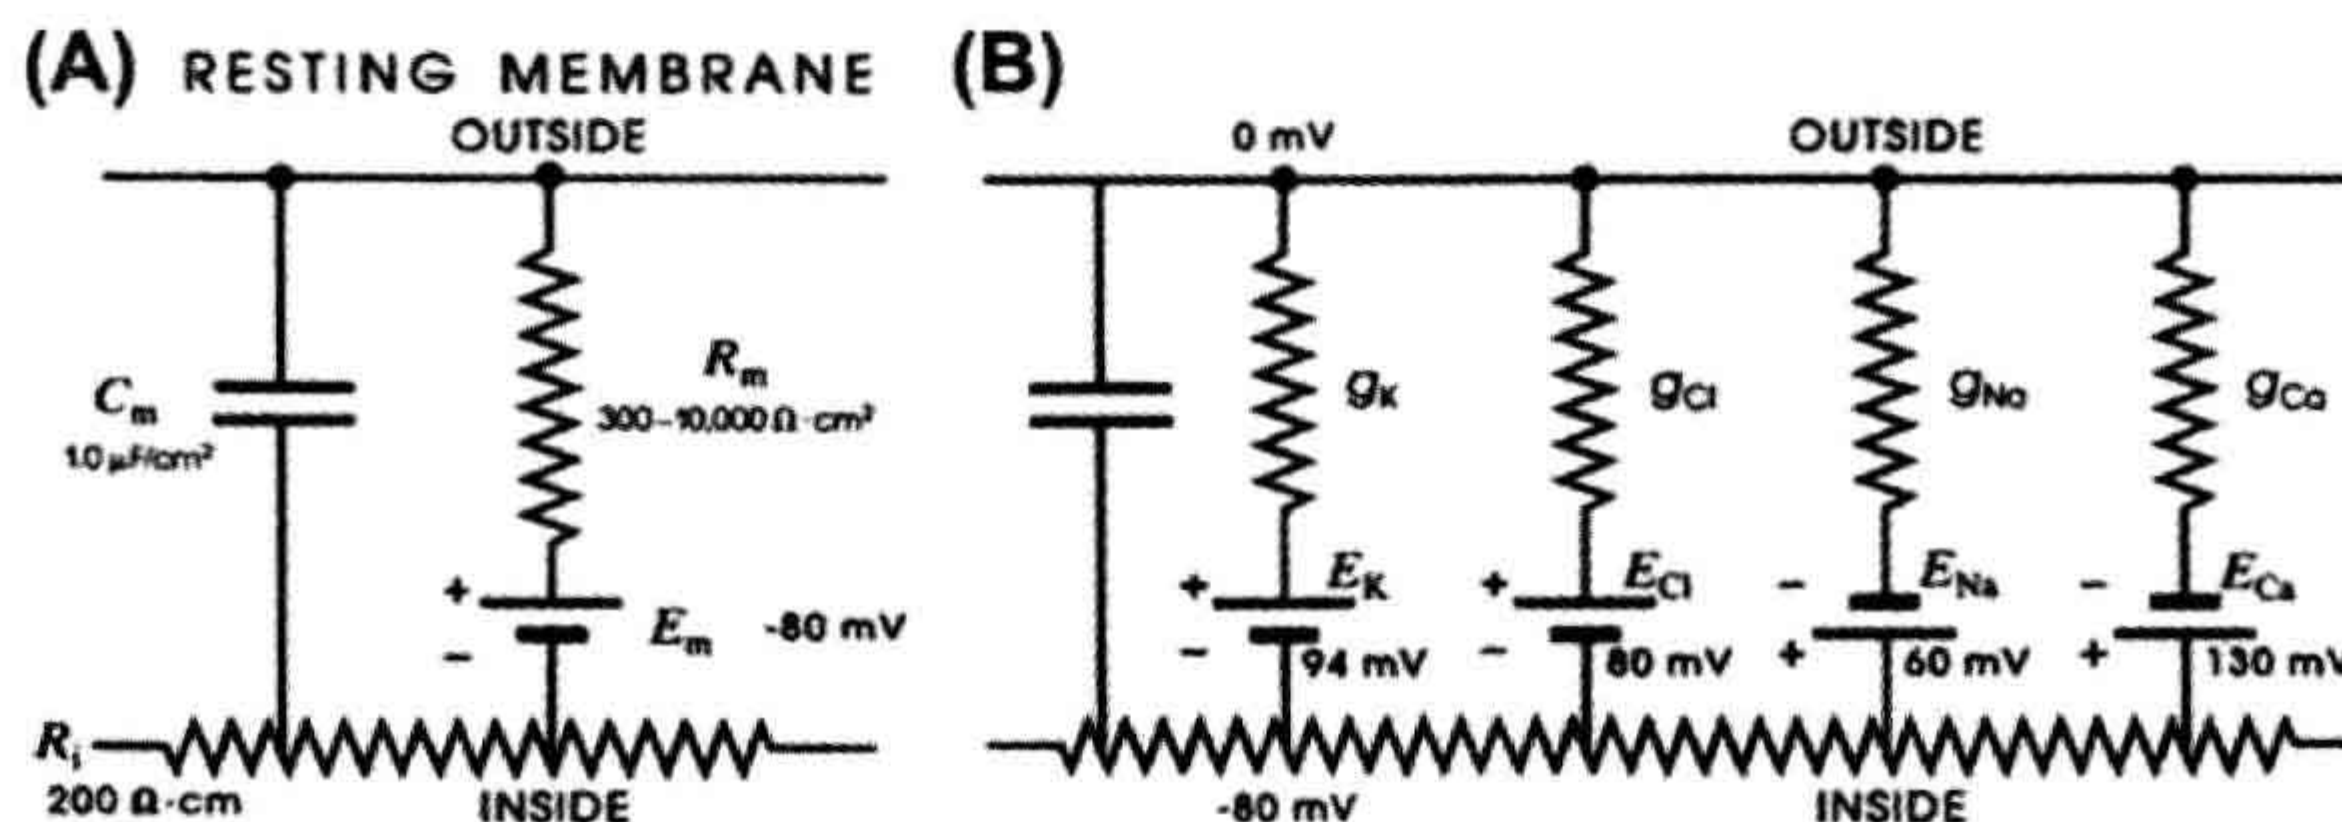 (A) RESTING MEMBRANE
OUTSIDE
Cm
1.0 μF/cm²
Rm
300–10,000 Ω·cm²
+
−
Em -80 mV
Ri
200 Ω·cm
INSIDE
(B)
0 mV OUTSIDE
gK gCl gNa gCa
+ EK + ECl − ENa − ECa
− 94 mV − 80 mV + 60 mV + 130 mV
-80 mV INSIDE